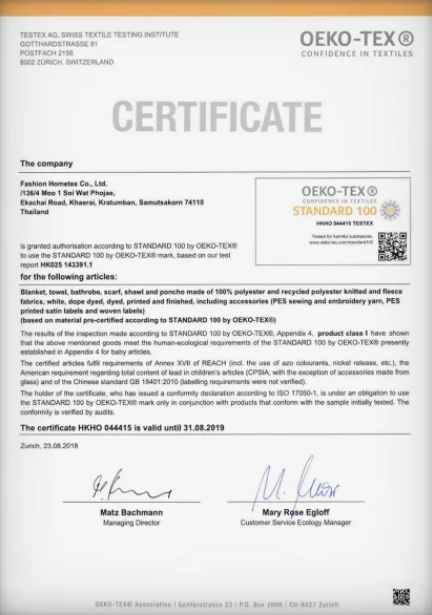 TESTEX AG, SWISS TEXTILE TESTING INSTITUTE
GOTTHARDSTRASSE 61
POSTFACH 2156
8002 ZÜRICH, SWITZERLAND
OEKO-TEX®
CONFIDENCE IN TEXTILES
CERTIFICATE
The company
Fashion Hometex Co., Ltd.
/136/4 Moo 1 Soi Wat Phojae,
Ekachai Road, Khaerai, Kratumban, Samutsakorn 74110
Thailand
OEKO-TEX®
CONFIDENCE IN TEXTILES
STANDARD 100
HKHO 044415 TESTEX
Tested for harmful substances.
www.oeko-tex.com/standard100
is granted authorisation according to STANDARD 100 by OEKO-TEX®
to use the STANDARD 100 by OEKO-TEX® mark, based on our test
report HK025 143391.1
for the following articles:
Blanket, towel, bathrobe, scarf, shawl and poncho made of 100% polyester and recycled polyester knitted and fleece
fabrics, white, dope dyed, dyed, printed and finished, including accessories (PES sewing and embroidery yarn, PES
printed satin labels and woven labels)
(based on material pre-certified according to STANDARD 100 by OEKO-TEX®)
The results of the inspection made according to STANDARD 100 by OEKO-TEX®, Appendix 4, product class I have shown
that the above mentioned goods meet the human-ecological requirements of the STANDARD 100 by OEKO-TEX® presently
established in Appendix 4 for baby articles.
The certified articles fulfil requirements of Annex XVII of REACH (incl. the use of azo colourants, nickel release, etc.), the
American requirement regarding total content of lead in children's articles (CPSIA; with the exception of accessories made from
glass) and of the Chinese standard GB 18401:2010 (labelling requirements were not verified).
The holder of the certificate, who has issued a conformity declaration according to ISO 17050-1, is under an obligation to use
the STANDARD 100 by OEKO-TEX® mark only in conjunction with products that conform with the sample initially tested. The
conformity is verified by audits.
The certificate HKHO 044415 is valid until 31.08.2019
Zurich, 23.08.2018
Matz Bachmann
Managing Director
Mary Rose Egloff
Customer Service Ecology Manager
OEKO-TEX® Association | Genferstrasse 23 | P.O. Box 2006 | CH-8027 Zurich